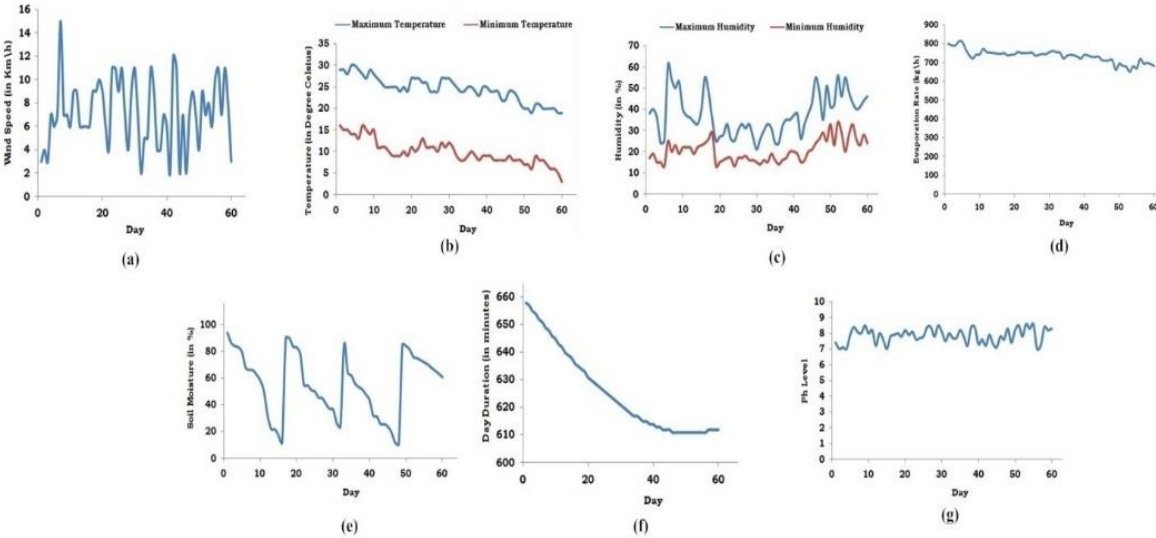 Wind Speed (in Km\h)
16
14
12
10
8
6
4
2
0
0 20 40 60
Day
(a)
Maximum Temperature Minimum Temperature
Temperature (in Degree Celsius)
35
30
25
20
15
10
5
0
0 10 20 30 40 50 60
Day
(b)
Maximum Humidity Minimum Humidity
Humidity (in %)
70
60
50
40
30
20
10
0
0 10 20 30 40 50 60
Day
(c)
Evaporation Rate (kg\h)
900
800
700
600
500
400
300
200
100
0
0 10 20 30 40 50 60
Day
(d)
Soil Moisture (in %)
100
80
60
40
20
0
0 10 20 30 40 50 60
Day
(e)
Day Duration (in minutes)
660
650
640
630
620
610
600
0 20 40 60
Day
(f)
Ph Level
10
9
8
7
6
5
4
3
2
1
0
0 10 20 30 40 50 60
Day
(g)